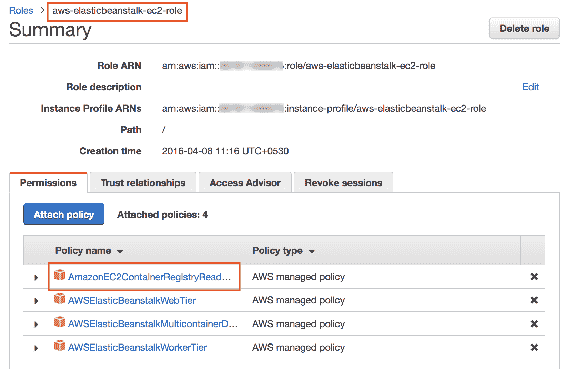 Roles > aws-elasticbeanstalk-ec2-role
Summary
Delete role
Role ARN arn:aws:iam:: :role/aws-elasticbeanstalk-ec2-role
Role description Edit
Instance Profile ARNs arn:aws:iam:: :instance-profile/aws-elasticbeanstalk-ec2-role
Path /
Creation time 2016-04-08 11:16 UTC+0530
Permissions Trust relationships Access Advisor Revoke sessions
Attach policy Attached policies: 4
Policy name Policy type
AmazonEC2ContainerRegistryRead… AWS managed policy
AWSElasticBeanstalkWebTier AWS managed policy
AWSElasticBeanstalkMulticontainerD… AWS managed policy
AWSElasticBeanstalkWorkerTier AWS managed policy